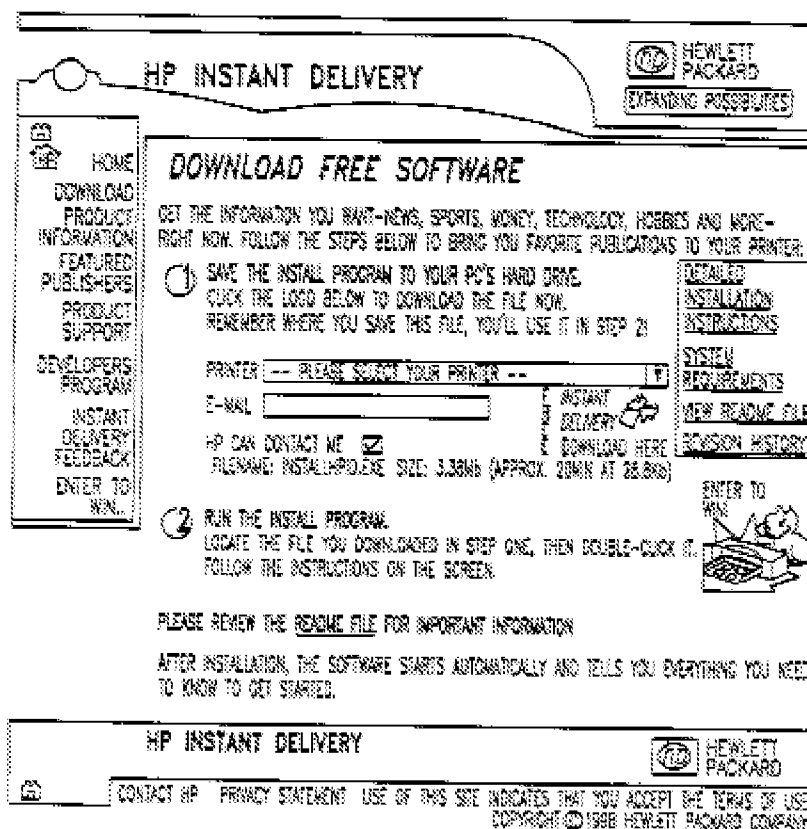 HP INSTANT DELIVERY
HEWLETT
PACKARD
EXPANDING POSSIBILITIES
HOME
DOWNLOAD
PRODUCT
INFORMATION
FEATURED
PUBLISHERS
PRODUCT
SUPPORT
DEVELOPERS
PROGRAM
INSTANT
DELIVERY
FEEDBACK
ENTER TO
WIN...
DOWNLOAD FREE SOFTWARE
GET THE INFORMATION YOU WANT-NEWS, SPORTS, MONEY, TECHNOLOGY, HOBBIES AND MORE-
RIGHT NOW. FOLLOW THE STEPS BELOW TO BRING YOU FAVORITE PUBLICATIONS TO YOUR PRINTER:
1 SAVE THE INSTALL PROGRAM TO YOUR PC'S HARD DRIVE.
CLICK THE LOGO BELOW TO DOWNLOAD THE FILE NOW.
REMEMBER WHERE YOU SAVE THIS FILE, YOU'LL USE IT IN STEP 2!
PRINTER -- PLEASE SELECT YOUR PRINTER --
E-MAIL
INSTANT
DELIVERY
DOWNLOAD HERE
HP CAN CONTACT ME
FILENAME: INSTALLHPID.EXE SIZE: 3.38Mb (APPROX. 20MIN AT 28.8kb)
DETAILED
INSTALLATION
INSTRUCTIONS
SYSTEM
REQUIREMENTS
VIEW README FILE
REVISION HISTORY
2 RUN THE INSTALL PROGRAM.
LOCATE THE FILE YOU DOWNLOADED IN STEP ONE, THEN DOUBLE-CLICK IT.
FOLLOW THE INSTRUCTIONS ON THE SCREEN.
ENTER TO
WIN!
PLEASE REVIEW THE README FILE FOR IMPORTANT INFORMATION
AFTER INSTALLATION, THE SOFTWARE STARTS AUTOMATICALLY AND TELLS YOU EVERYTHING YOU NEED
TO KNOW TO GET STARTED.
HP INSTANT DELIVERY
HEWLETT
PACKARD
CONTACT HP PRIVACY STATEMENT USE OF THIS SITE INDICATES THAT YOU ACCEPT THE TERMS OF USE
COPYRIGHT © 1998 HEWLETT PACKARD COMPANY